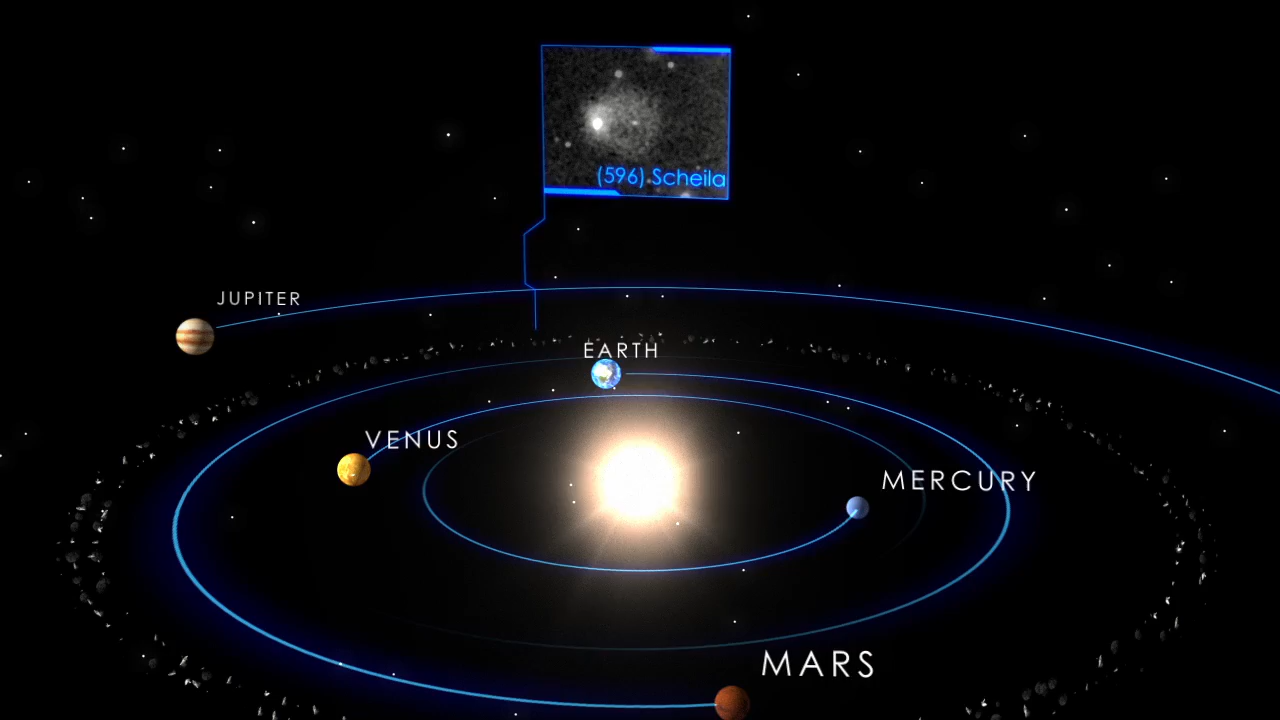 (596) Scheila
JUPITER
EARTH
VENUS
MERCURY
MARS